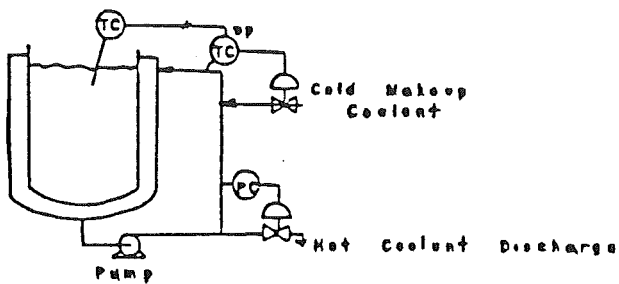 TC
SP
TC
Cold Makeup
Coolant
PC
Hot Coolant Discharge
Pump